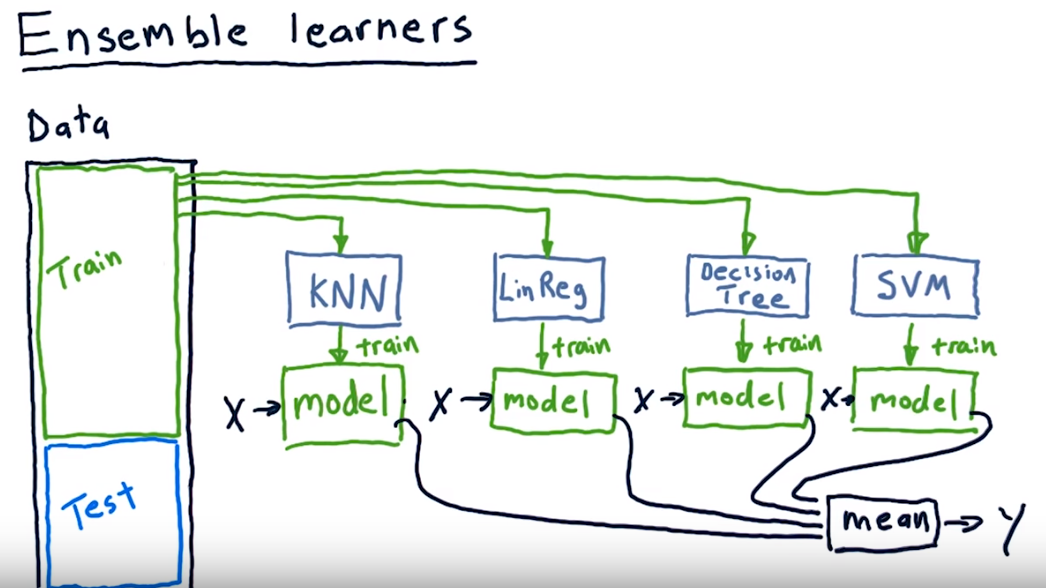 Ensemble learners
Data
Train
KNN
LinReg
Decision
Tree
SVM
train
train
train
train
X
model
X
model
X
model
X
model
Test
mean
Y